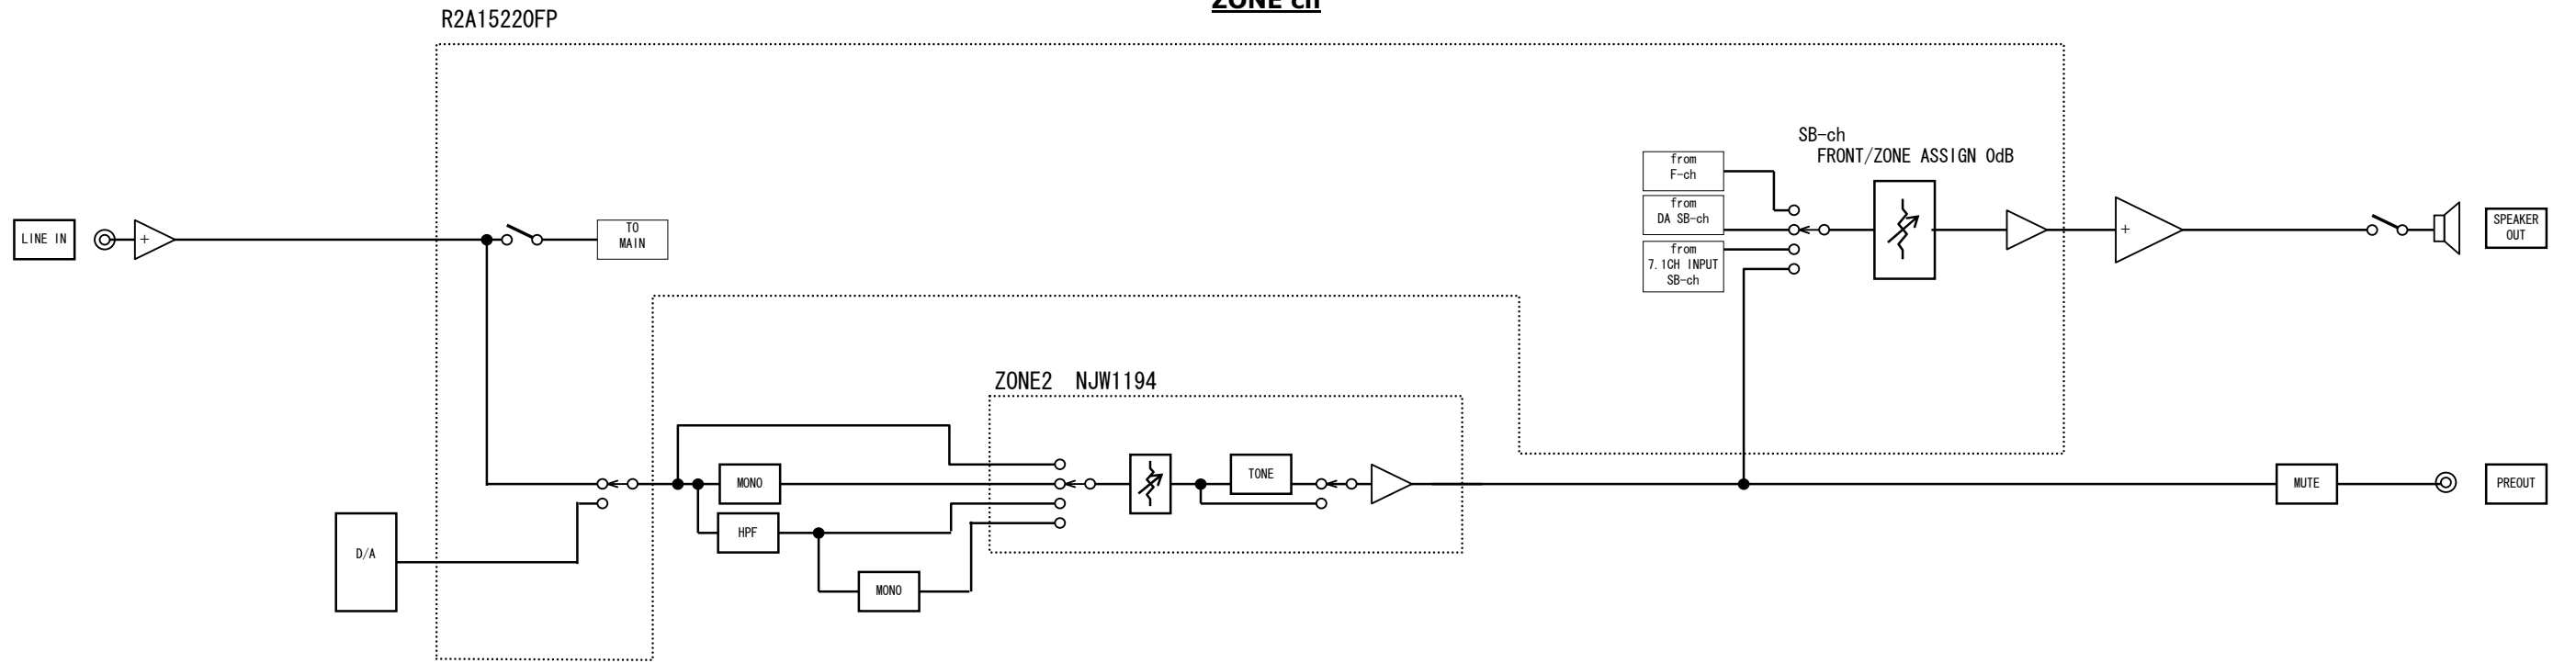 ZONE ch
R2A15220FP
SB-ch
FRONT/ZONE ASSIGN 0dB
from
F-ch
from
DA SB-ch
from
7.1CH INPUT
SB-ch
LINE IN
+
TO
MAIN
+
SPEAKER
OUT
ZONE2 NJW1194
MONO
TONE
MUTE
PREOUT
HPF
D/A
MONO